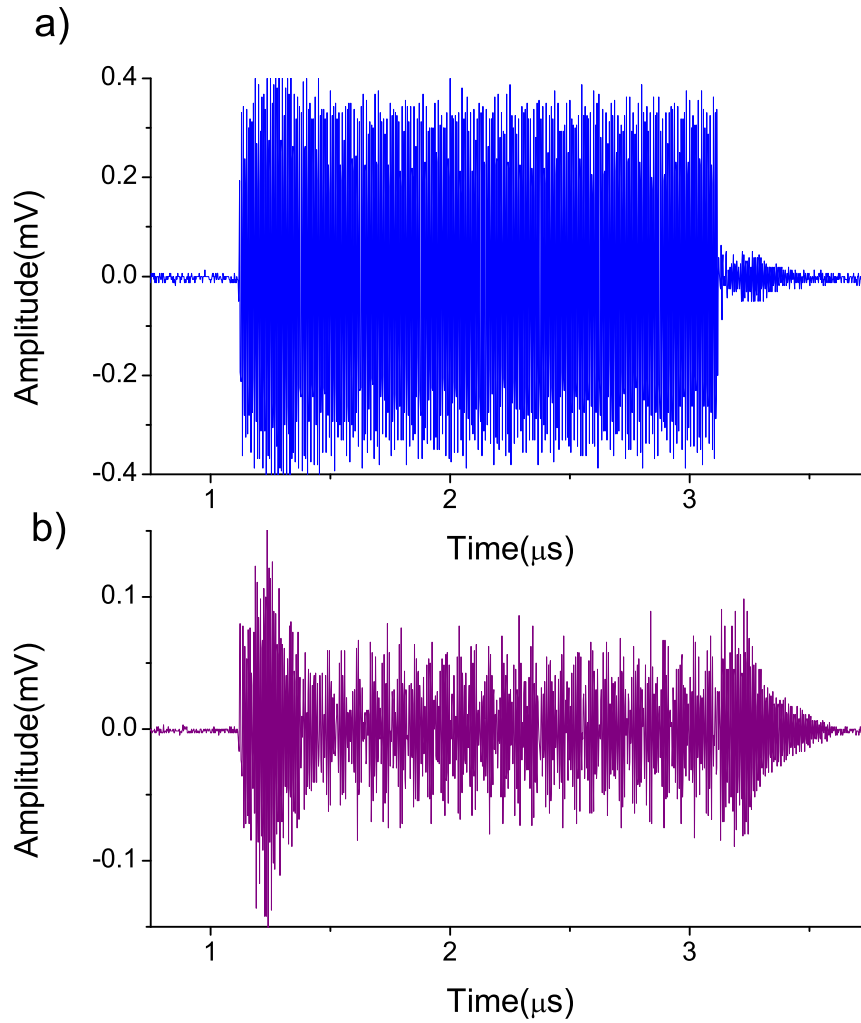 a)
0.4
0.2
0.0
-0.2
-0.4
Amplitude(mV)
1 2 3
Time(μs)
b)
0.1
0.0
-0.1
Amplitude(mV)
1 2 3
Time(μs)